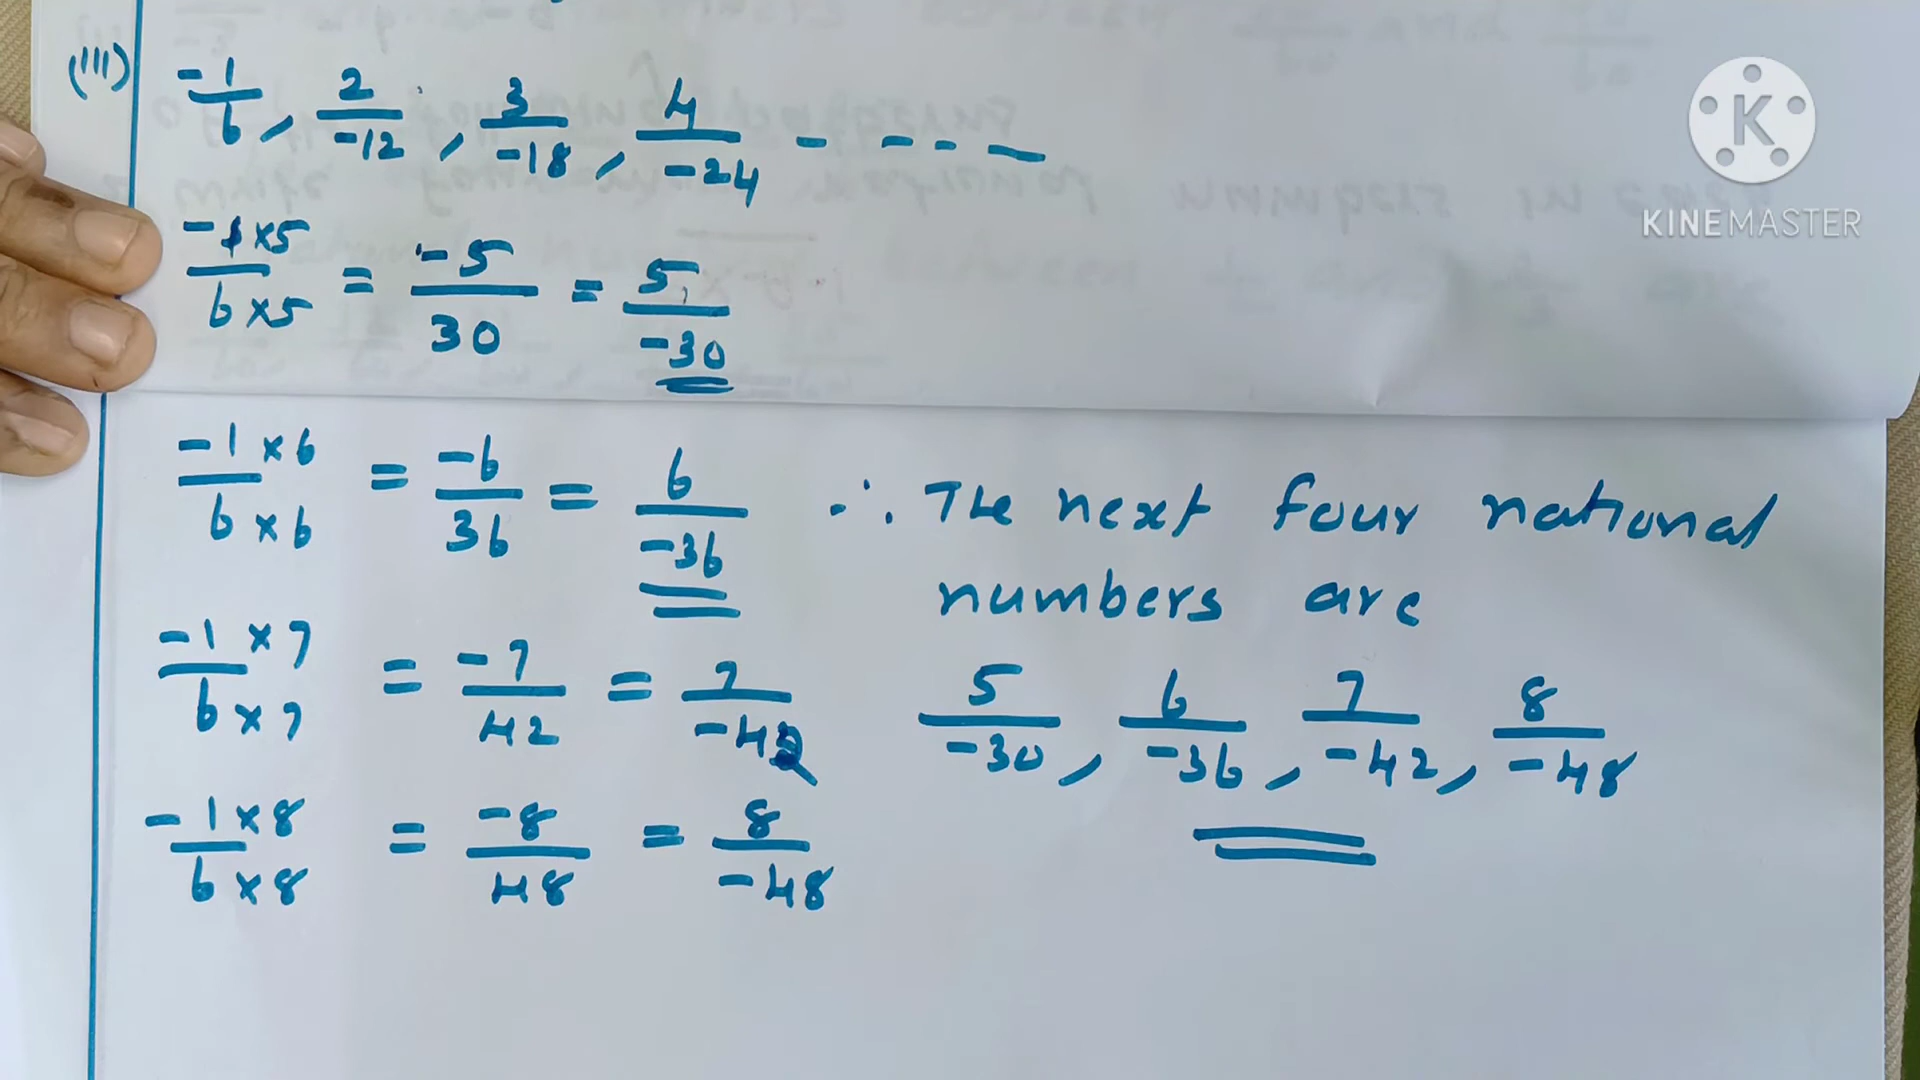 (iii) -1/6, 2/-12, 3/-18, 4/-24 - - - -
-1×5/6×5 = -5/30 = 5/-30
-1×6/6×6 = -6/36 = 6/-36
-1×7/6×7 = -7/42 = 7/-42
-1×8/6×8 = -8/48 = 8/-48
∴ The next four rational
numbers are
5/-30, 6/-36, 7/-42, 8/-48
K
KINEMASTER